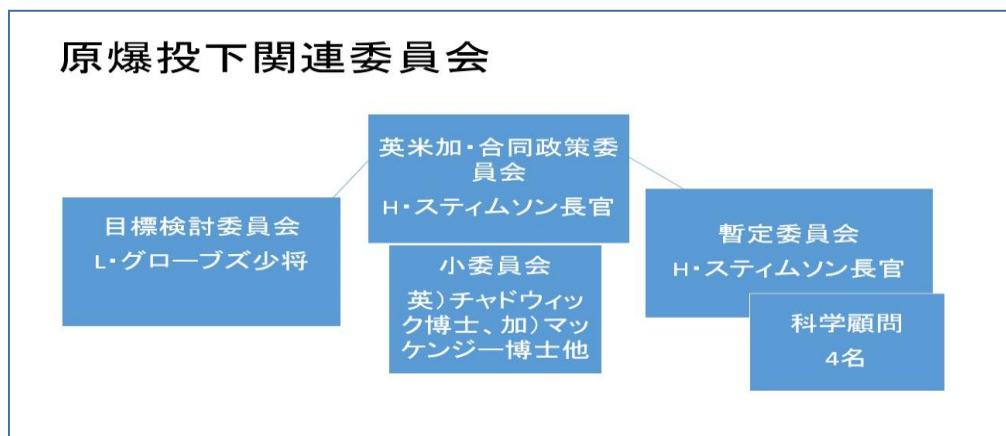 原爆投下関連委員会
英米加・合同政策委
員会
H・スティムソン長官
目標検討委員会
L・グローブズ少将
小委員会
英)チャドウィッ
ク博士、加)マッ
ケンジー博士他
暫定委員会
H・スティムソン長官
科学顧問
4名